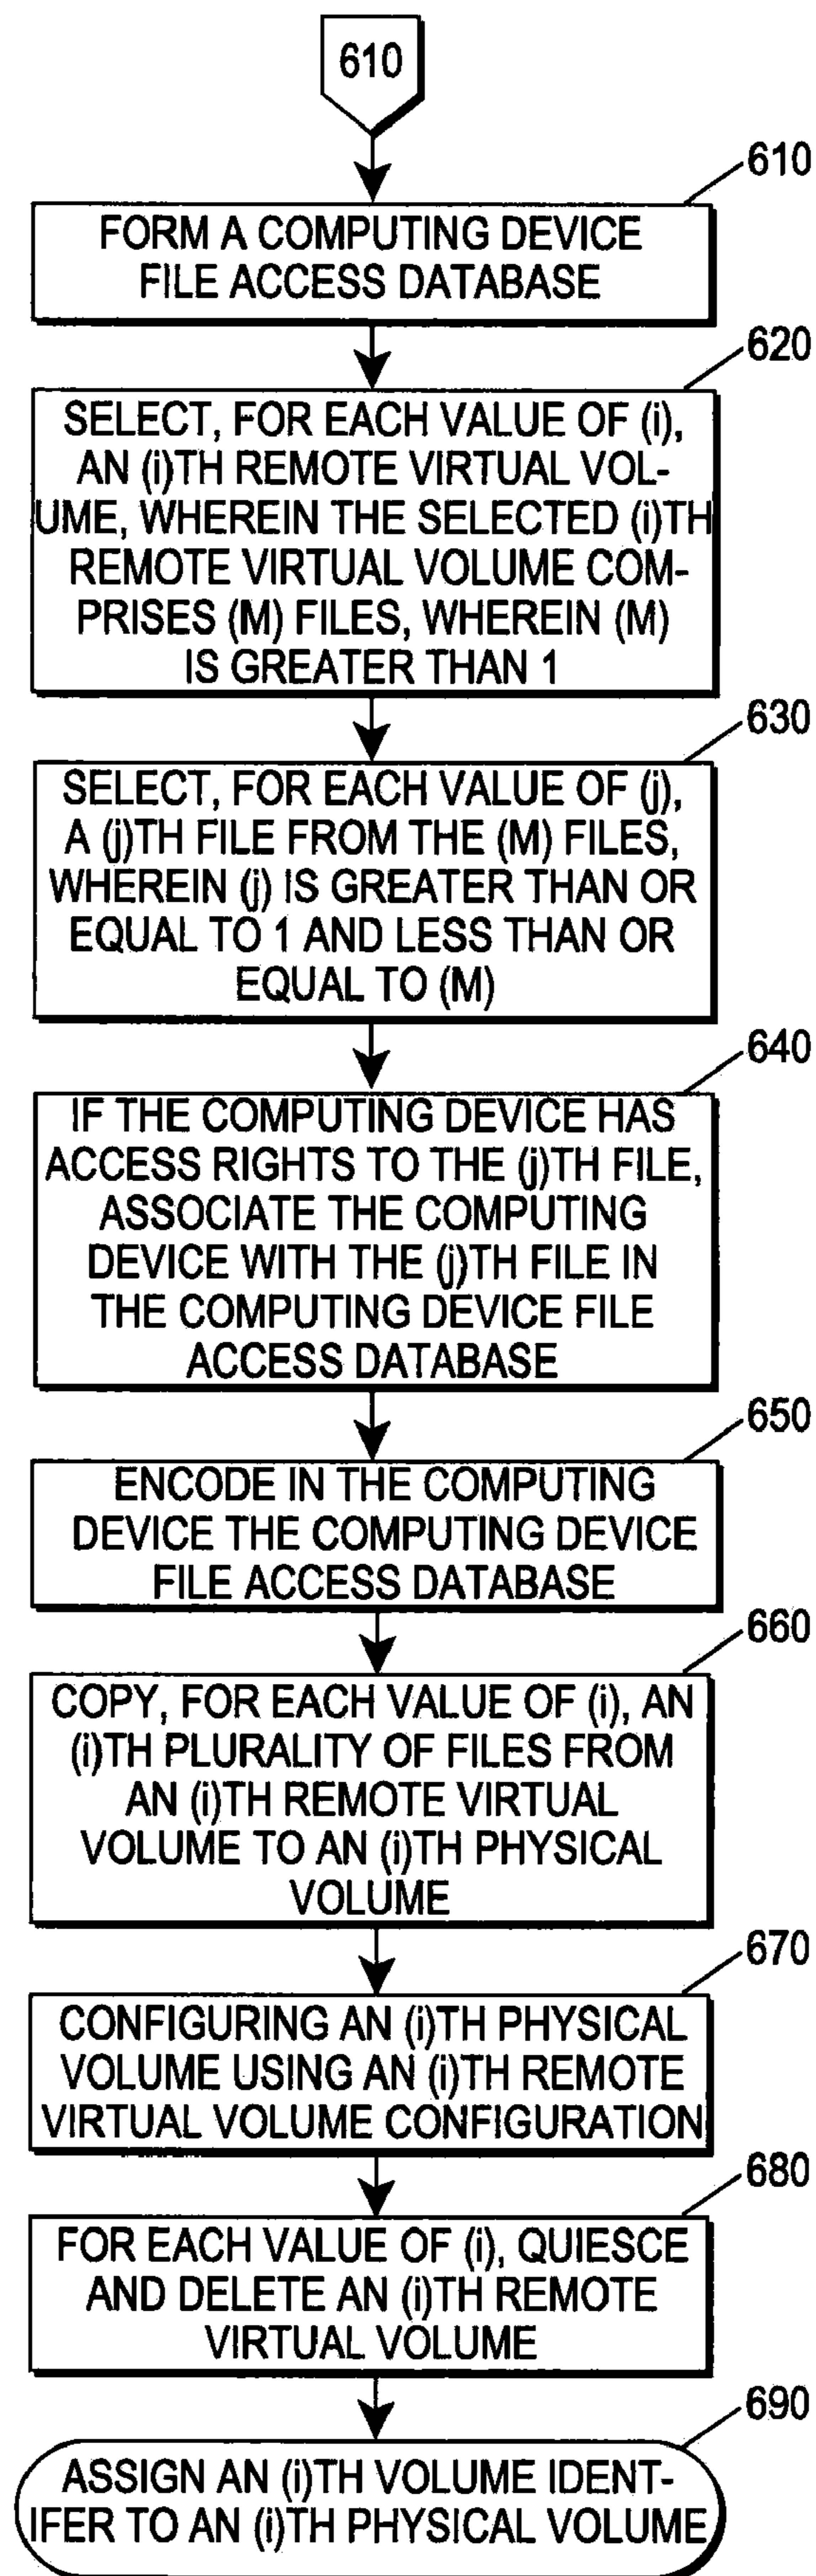 610
610
FORM A COMPUTING DEVICE
FILE ACCESS DATABASE
620
SELECT, FOR EACH VALUE OF (i),
AN (i)TH REMOTE VIRTUAL VOL-
UME, WHEREIN THE SELECTED (i)TH
REMOTE VIRTUAL VOLUME COM-
PRISES (M) FILES, WHEREIN (M)
IS GREATER THAN 1
630
SELECT, FOR EACH VALUE OF (j),
A (j)TH FILE FROM THE (M) FILES,
WHEREIN (j) IS GREATER THAN OR
EQUAL TO 1 AND LESS THAN OR
EQUAL TO (M)
640
IF THE COMPUTING DEVICE HAS
ACCESS RIGHTS TO THE (j)TH FILE,
ASSOCIATE THE COMPUTING
DEVICE WITH THE (j)TH FILE IN
THE COMPUTING DEVICE FILE
ACCESS DATABASE
650
ENCODE IN THE COMPUTING
DEVICE THE COMPUTING DEVICE
FILE ACCESS DATABASE
660
COPY, FOR EACH VALUE OF (i), AN
(i)TH PLURALITY OF FILES FROM
AN (i)TH REMOTE VIRTUAL
VOLUME TO AN (i)TH PHYSICAL
VOLUME
670
CONFIGURING AN (i)TH PHYSICAL
VOLUME USING AN (i)TH REMOTE
VIRTUAL VOLUME CONFIGURATION
680
FOR EACH VALUE OF (i), QUIESCE
AND DELETE AN (i)TH REMOTE
VIRTUAL VOLUME
690
ASSIGN AN (i)TH VOLUME IDENT-
IFER TO AN (i)TH PHYSICAL VOLUME